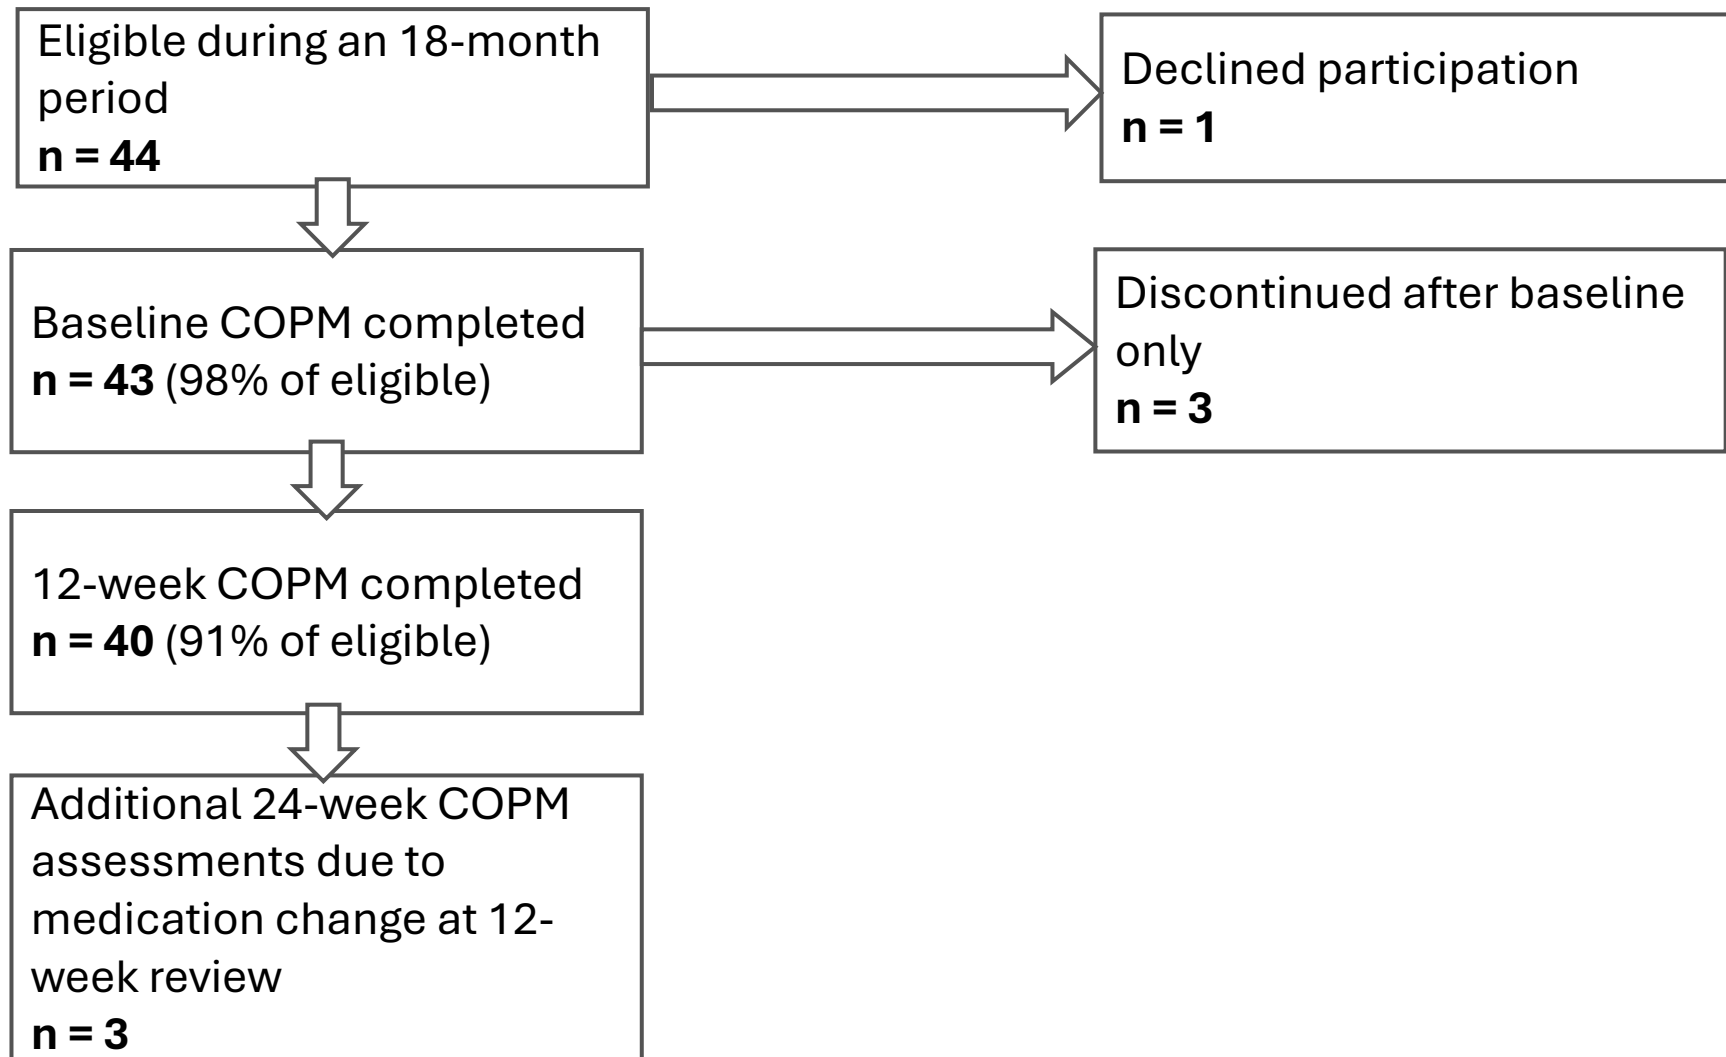 Eligible during an 18-month
period
n = 44
Declined participation
n = 1
Baseline COPM completed
n = 43 (98% of eligible)
Discontinued after baseline
only
n = 3
12-week COPM completed
n = 40 (91% of eligible)
Additional 24-week COPM
assessments due to
medication change at 12-
week review
n = 3